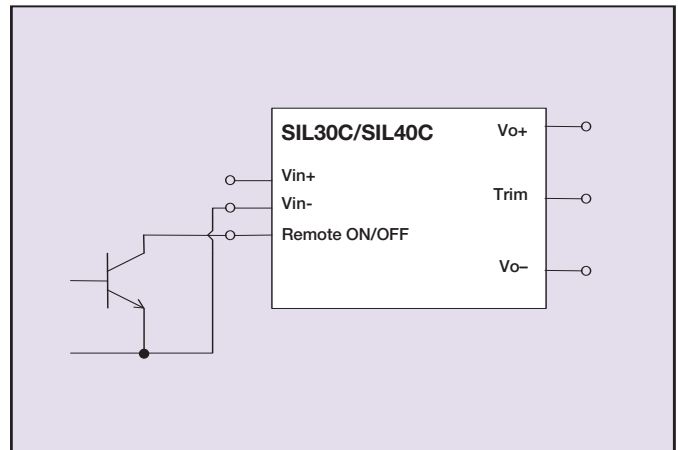 SIL30C/SIL40C
Vo+
Vin+
Trim
Vin-
Remote ON/OFF
Vo–